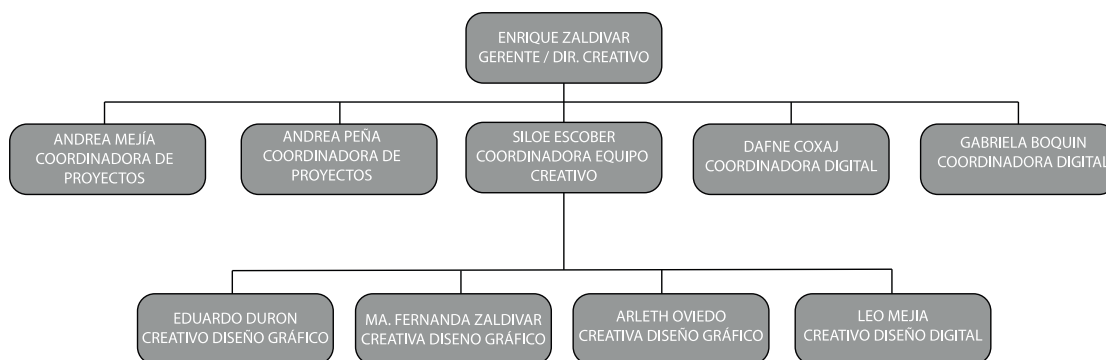 ENRIQUE ZALDIVAR
GERENTE / DIR. CREATIVO
ANDREA MEJÍA
COORDINADORA DE
PROYECTOS
ANDREA PEÑA
COORDINADORA DE
PROYECTOS
SILOE ESCOBER
COORDINADORA EQUIPO
CREATIVO
DAFNE COXAJ
COORDINADORA DIGITAL
GABRIELA BOQUIN
COORDINADORA DIGITAL
EDUARDO DURON
CREATIVO DISEÑO GRÁFICO
MA. FERNANDA ZALDIVAR
CREATIVA DISENO GRÁFICO
ARLETH OVIEDO
CREATIVA DISEÑO GRÁFICO
LEO MEJIA
CREATIVO DISEÑO DIGITAL